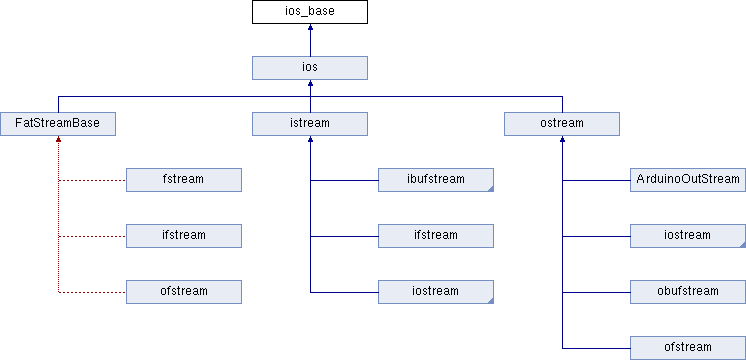 ios_base
ios
FatStreamBase
istream
ostream
fstream
ibufstream
ArduinoOutStream
ifstream
ifstream
iostream
ofstream
iostream
obufstream
ofstream